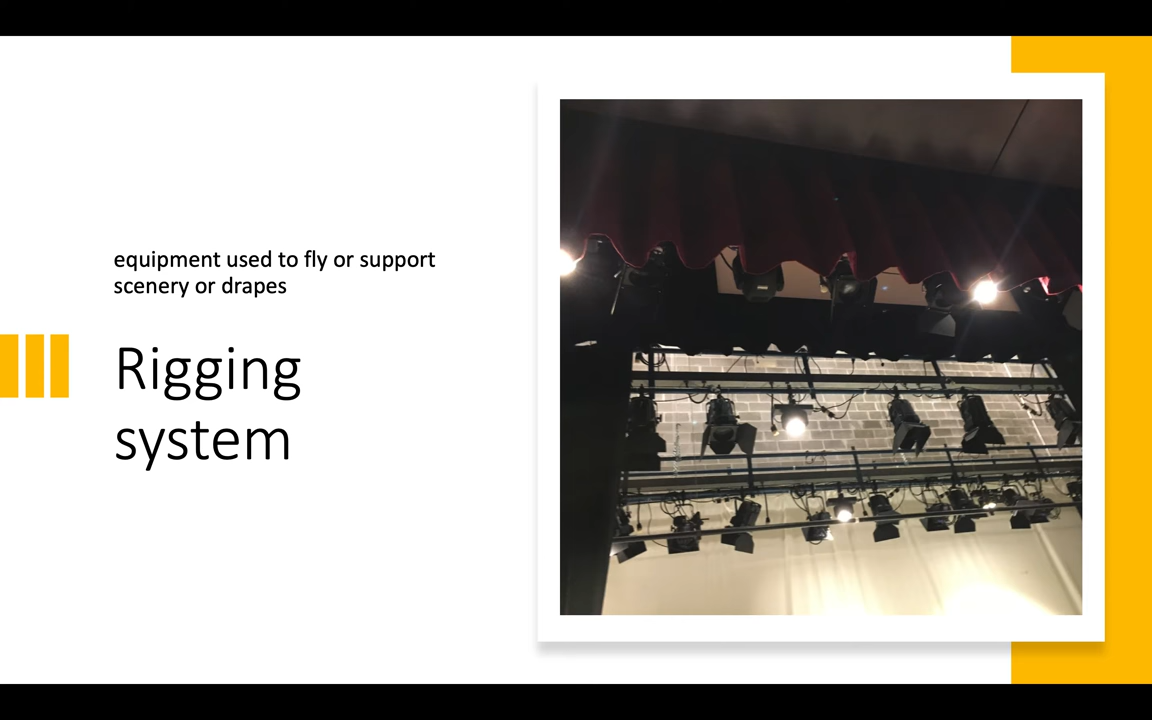 equipment used to fly or support
scenery or drapes
Rigging
system